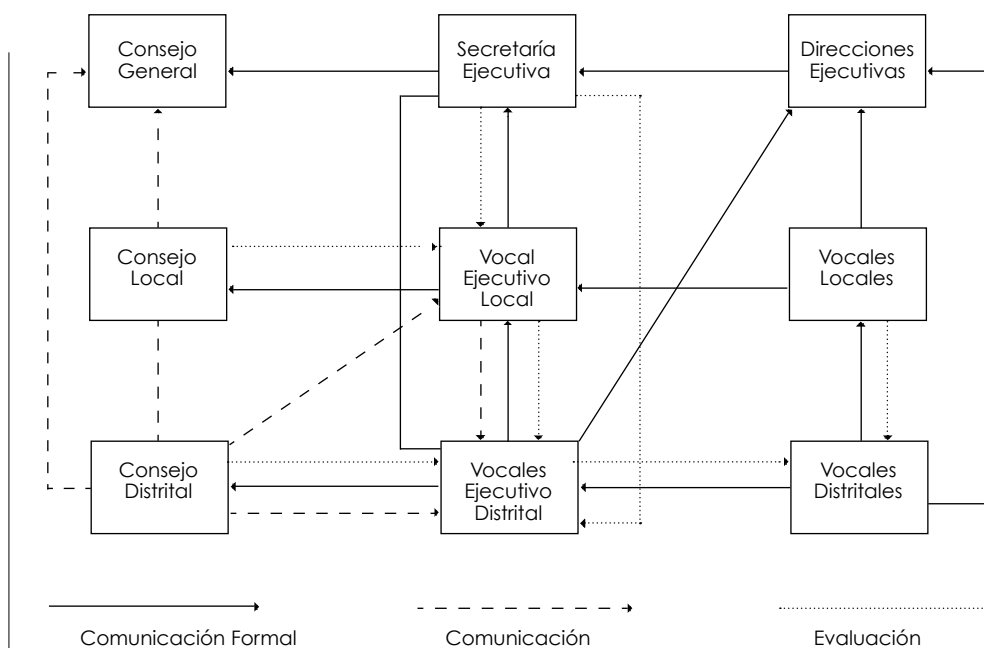 Consejo
General
Secretaría
Ejecutiva
Direcciones
Ejecutivas
Consejo
Local
Vocal
Ejecutivo
Local
Vocales
Locales
Consejo
Distrital
Vocales
Ejecutivo
Distrital
Vocales
Distritales
Comunicación Formal
Comunicación
Evaluación